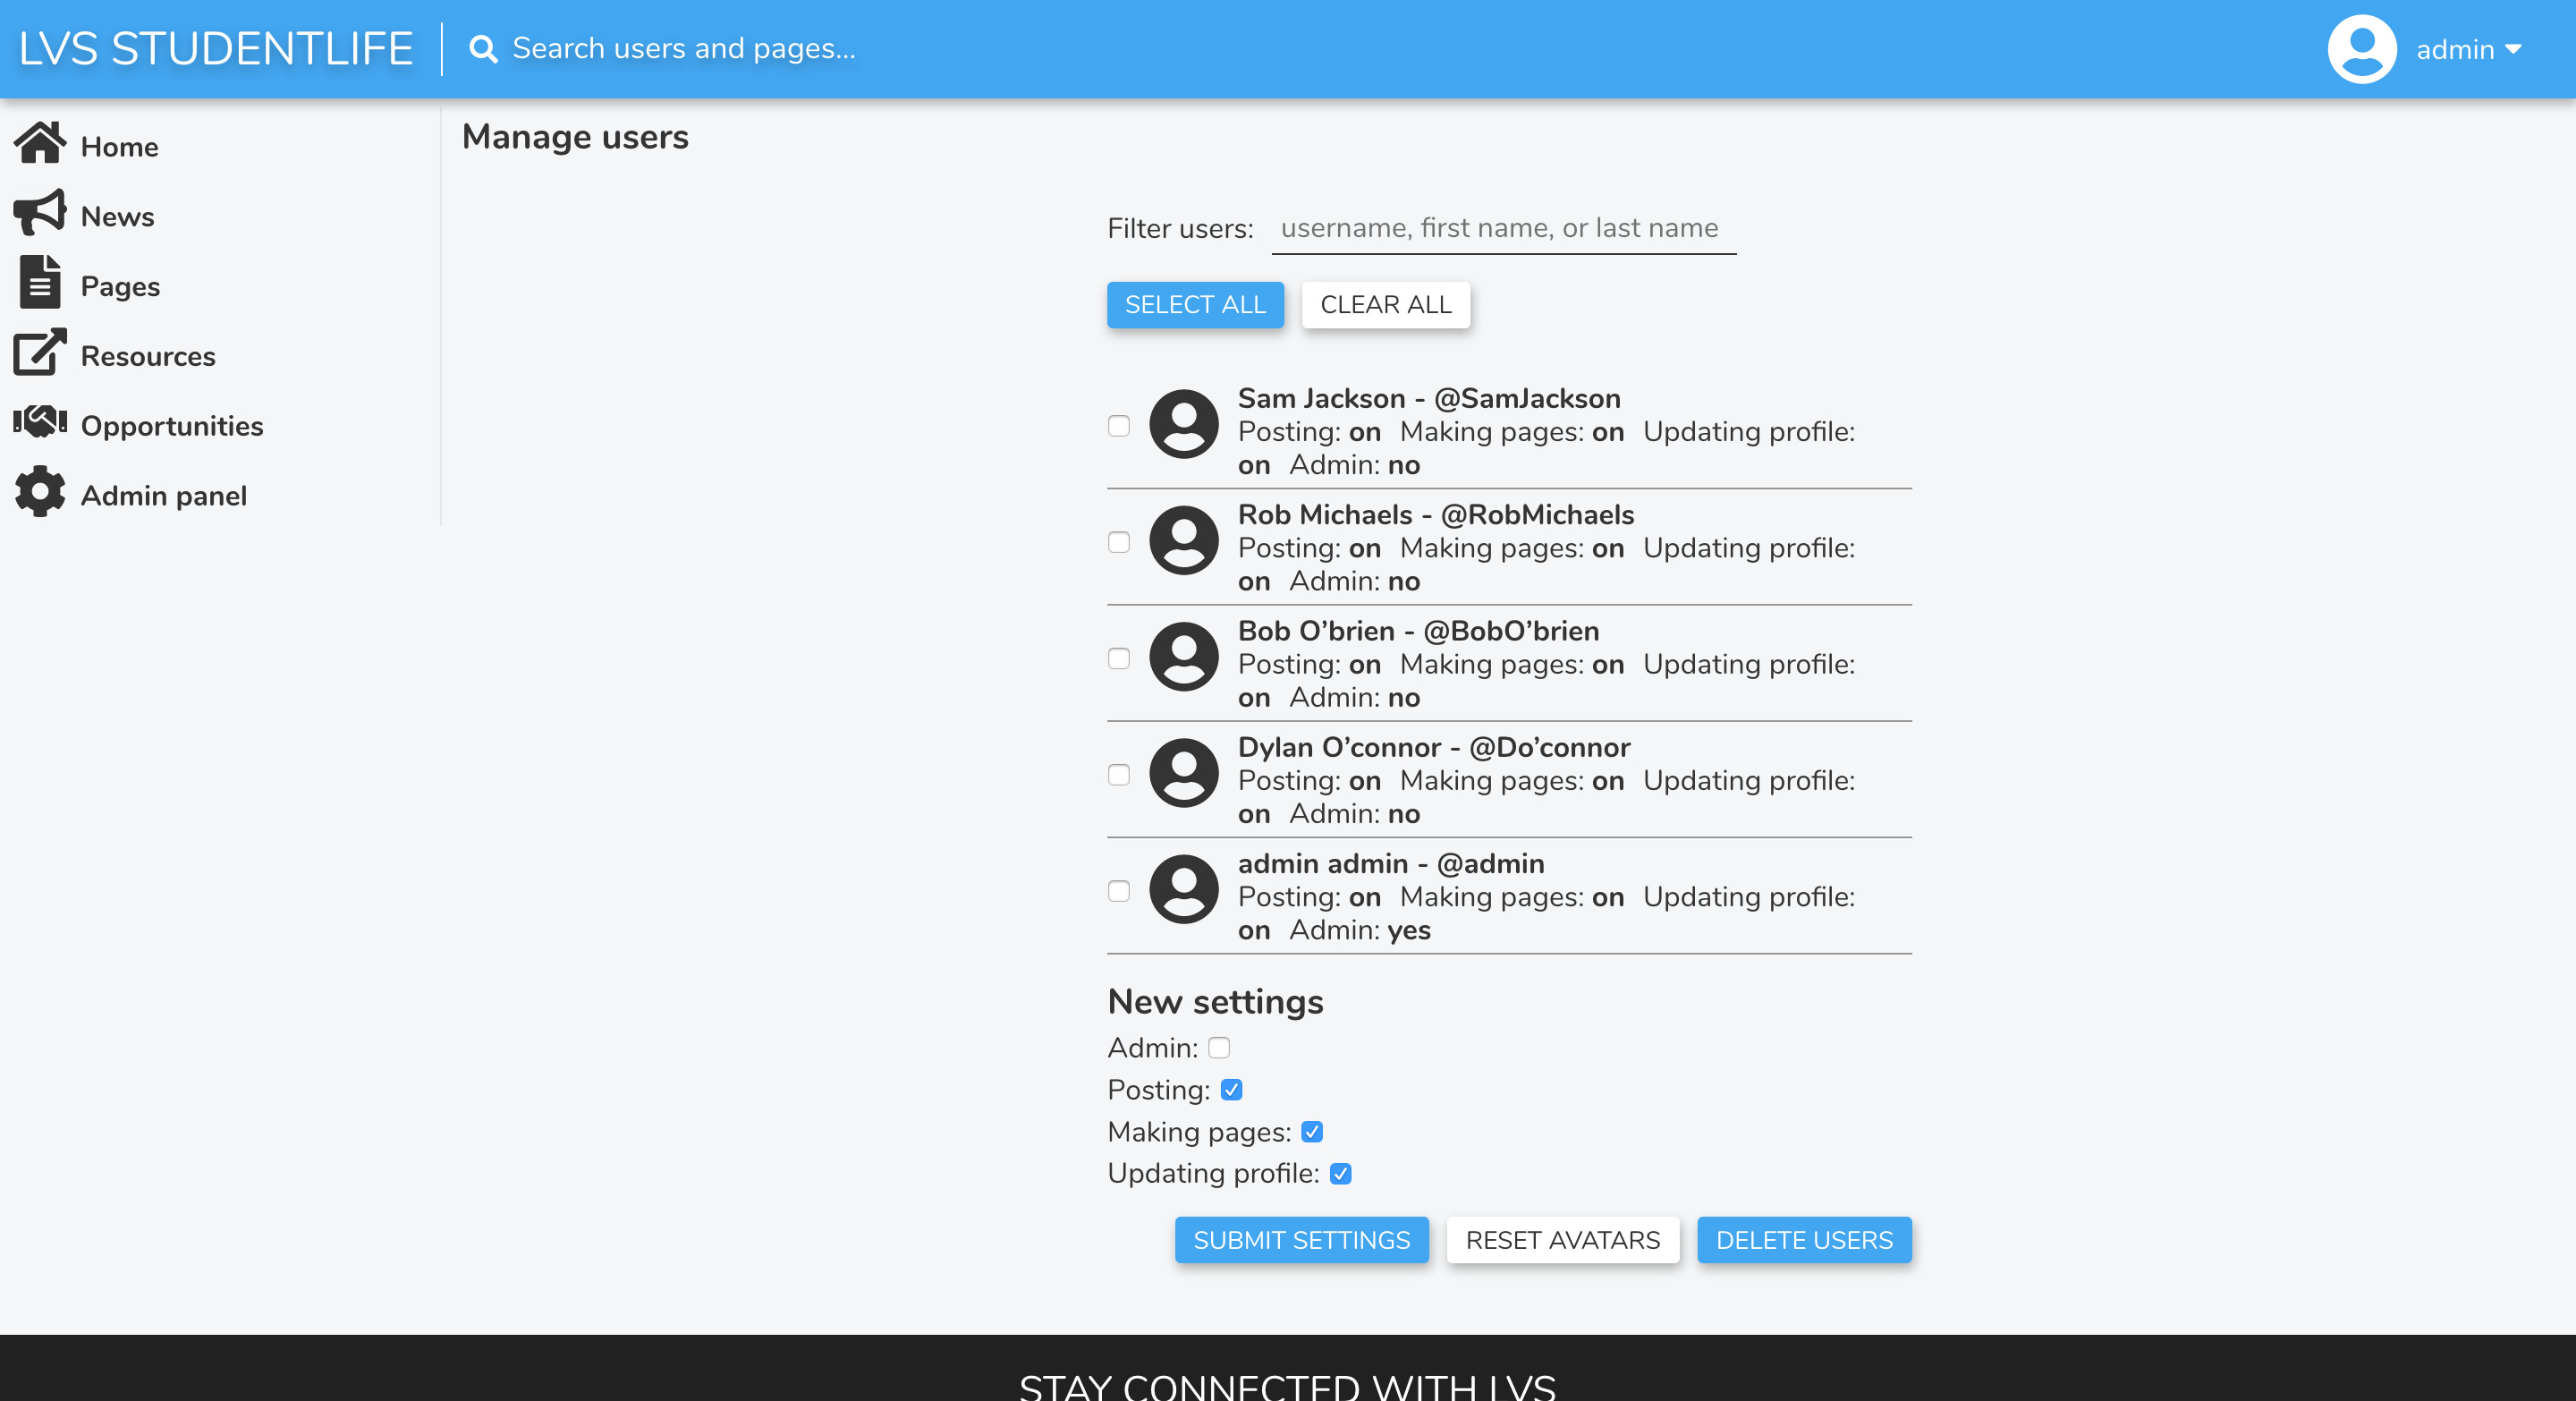 LVS STUDENTLIFE
Search users and pages...
admin
Home
News
Pages
Resources
Opportunities
Admin panel
Manage users
Filter users: username, first name, or last name
SELECT ALL CLEAR ALL
Sam Jackson - @SamJackson
Posting: on Making pages: on Updating profile:
on Admin: no
Rob Michaels - @RobMichaels
Posting: on Making pages: on Updating profile:
on Admin: no
Bob O’brien - @BobO’brien
Posting: on Making pages: on Updating profile:
on Admin: no
Dylan O’connor - @Do’connor
Posting: on Making pages: on Updating profile:
on Admin: no
admin admin - @admin
Posting: on Making pages: on Updating profile:
on Admin: yes
New settings
Admin:
Posting:
Making pages:
Updating profile:
SUBMIT SETTINGS RESET AVATARS DELETE USERS
STAY CONNECTED WITH LVS